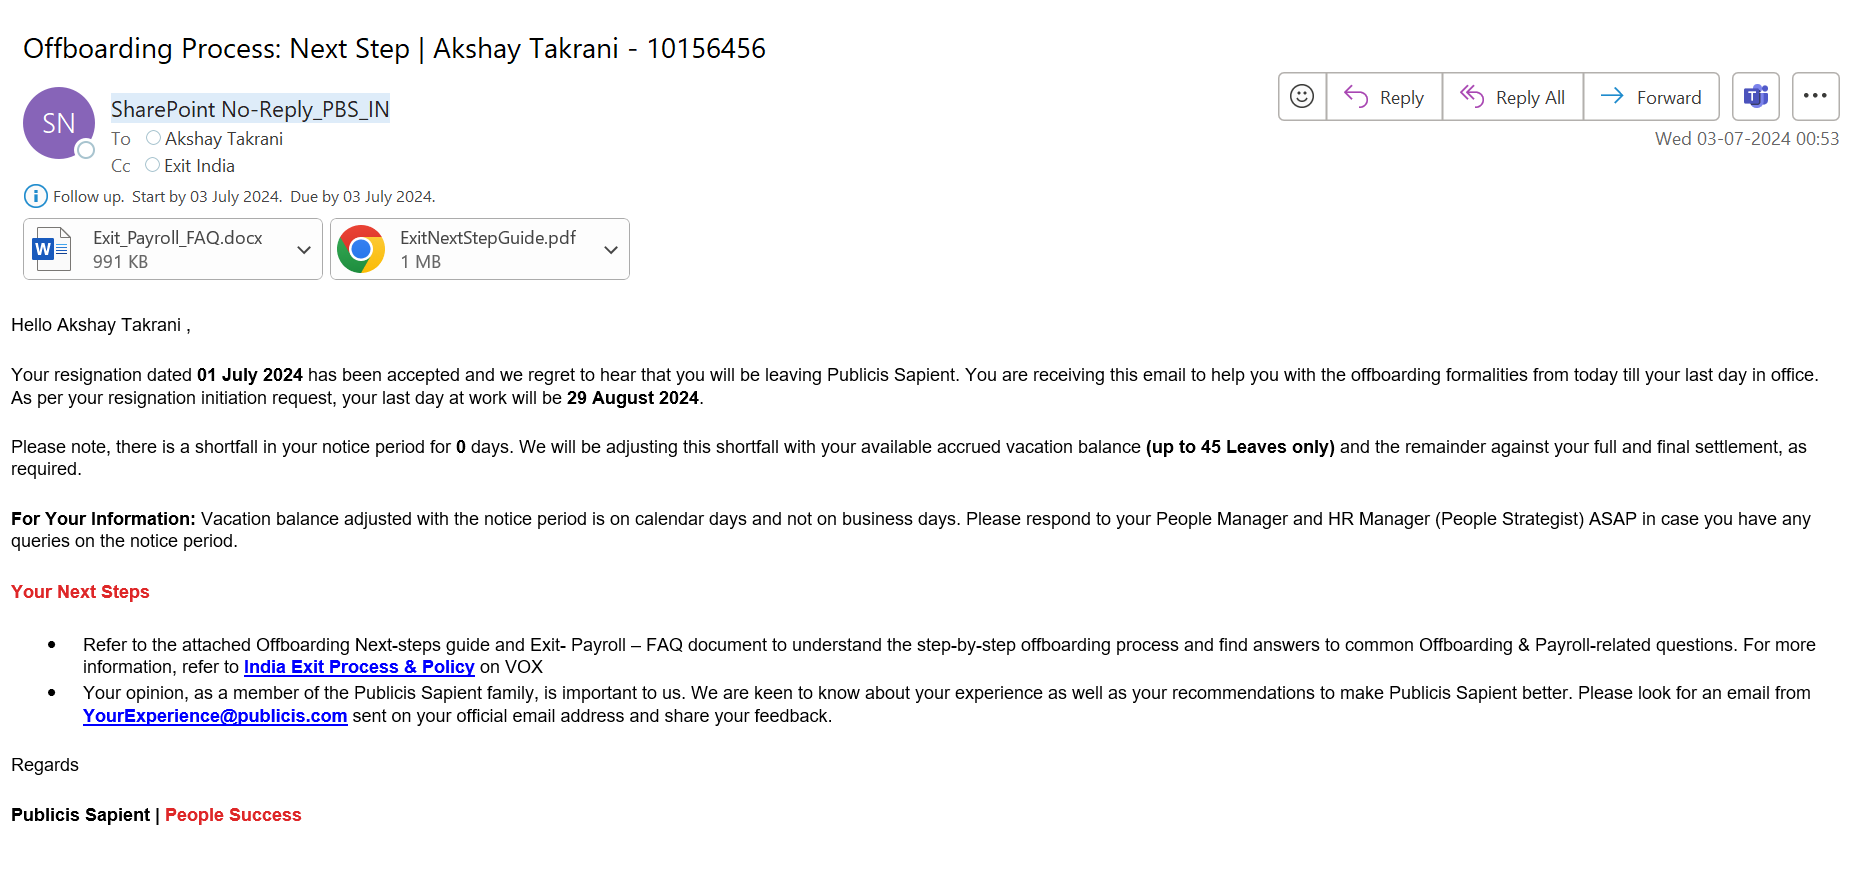 Offboarding Process: Next Step | Akshay Takrani - 10156456
SN
SharePoint No-Reply_PBS_IN
To Akshay Takrani
Cc Exit India
Reply
Reply All
Forward
Wed 03-07-2024 00:53
Follow up. Start by 03 July 2024. Due by 03 July 2024.
Exit_Payroll_FAQ.docx
991 KB
ExitNextStepGuide.pdf
1 MB
Hello Akshay Takrani ,
Your resignation dated 01 July 2024 has been accepted and we regret to hear that you will be leaving Publicis Sapient. You are receiving this email to help you with the offboarding formalities from today till your last day in office.
As per your resignation initiation request, your last day at work will be 29 August 2024.
Please note, there is a shortfall in your notice period for 0 days. We will be adjusting this shortfall with your available accrued vacation balance (up to 45 Leaves only) and the remainder against your full and final settlement, as
required.
For Your Information: Vacation balance adjusted with the notice period is on calendar days and not on business days. Please respond to your People Manager and HR Manager (People Strategist) ASAP in case you have any
queries on the notice period.
Your Next Steps
• Refer to the attached Offboarding Next-steps guide and Exit- Payroll – FAQ document to understand the step-by-step offboarding process and find answers to common Offboarding & Payroll-related questions. For more
information, refer to India Exit Process & Policy on VOX
• Your opinion, as a member of the Publicis Sapient family, is important to us. We are keen to know about your experience as well as your recommendations to make Publicis Sapient better. Please look for an email from
YourExperience@publicis.com sent on your official email address and share your feedback.
Regards
Publicis Sapient | People Success